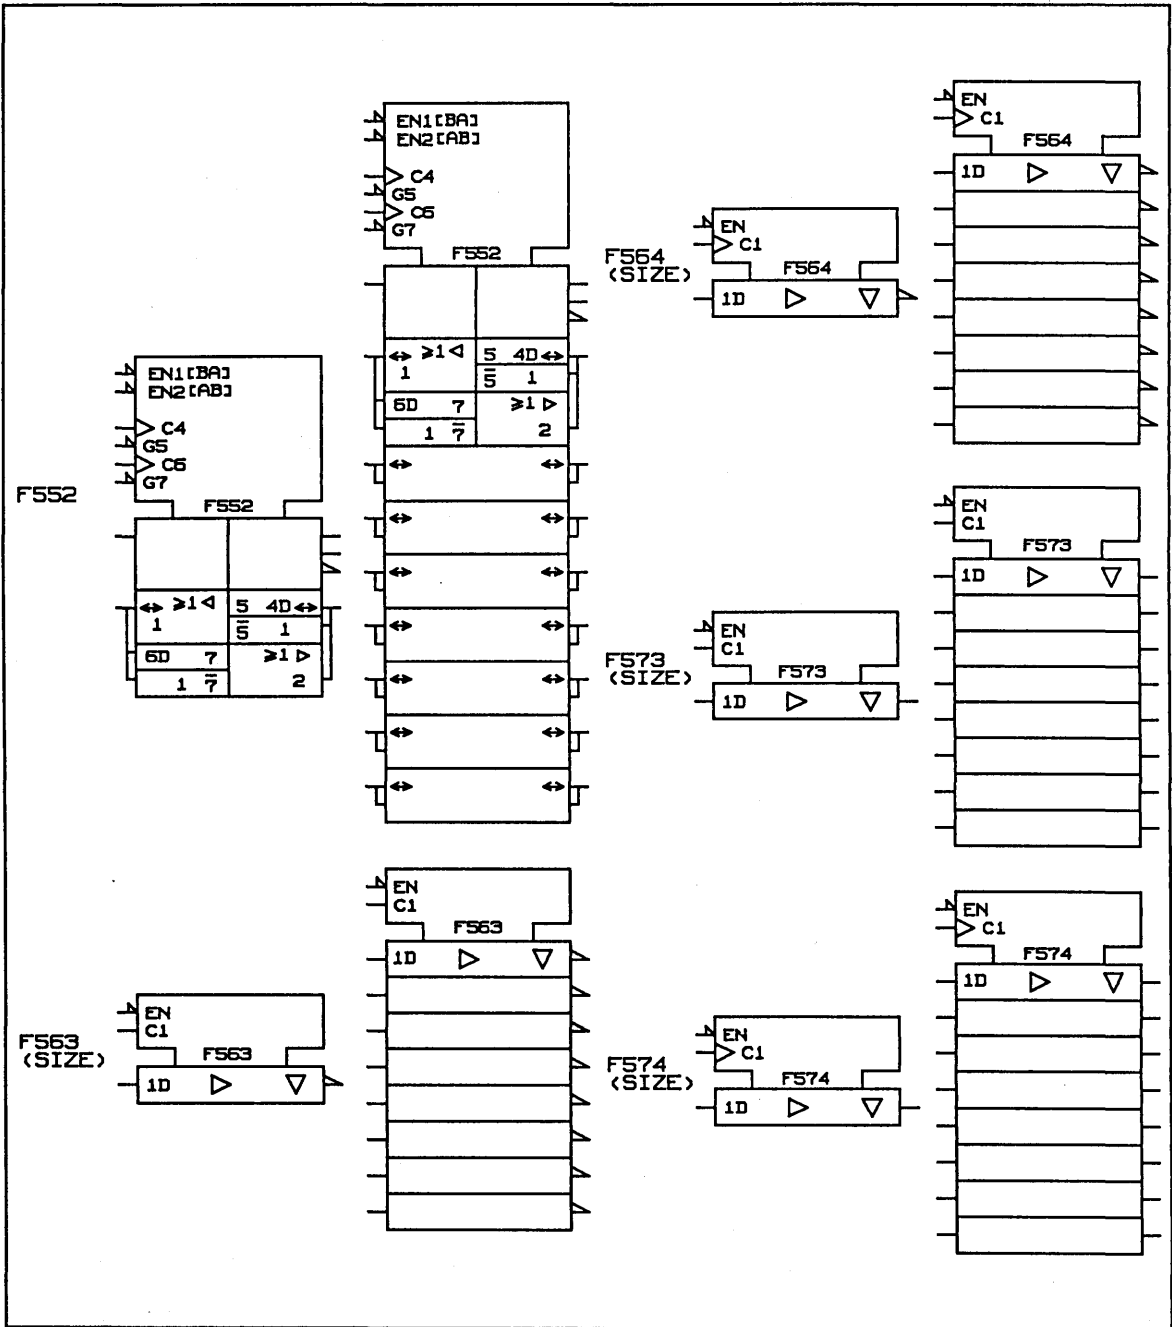 F552
EN1[BA]
EN2[AB]
C4
G5
C6
G7
F552
↔ ≥1 ◁ 5 4D ↔
1 5̅ 1
6D 7 ≥1 ▷
1 7̅ 2
EN1[BA]
EN2[AB]
C4
G5
C6
G7
F552
↔ ≥1 ◁ 5 4D ↔
1 5̅ 1
6D 7 ≥1 ▷
1 7̅ 2
↔ ↔
↔ ↔
↔ ↔
↔ ↔
↔ ↔
↔ ↔
↔ ↔
F563
(SIZE)
EN
C1
F563
1D ▷ ▽
EN
C1
F563
1D ▷ ▽
F564
(SIZE)
EN
C1
F564
1D ▷ ▽
EN
C1
F564
1D ▷ ▽
F573
(SIZE)
EN
C1
F573
1D ▷ ▽
EN
C1
F573
1D ▷ ▽
F574
(SIZE)
EN
C1
F574
1D ▷ ▽
EN
C1
F574
1D ▷ ▽